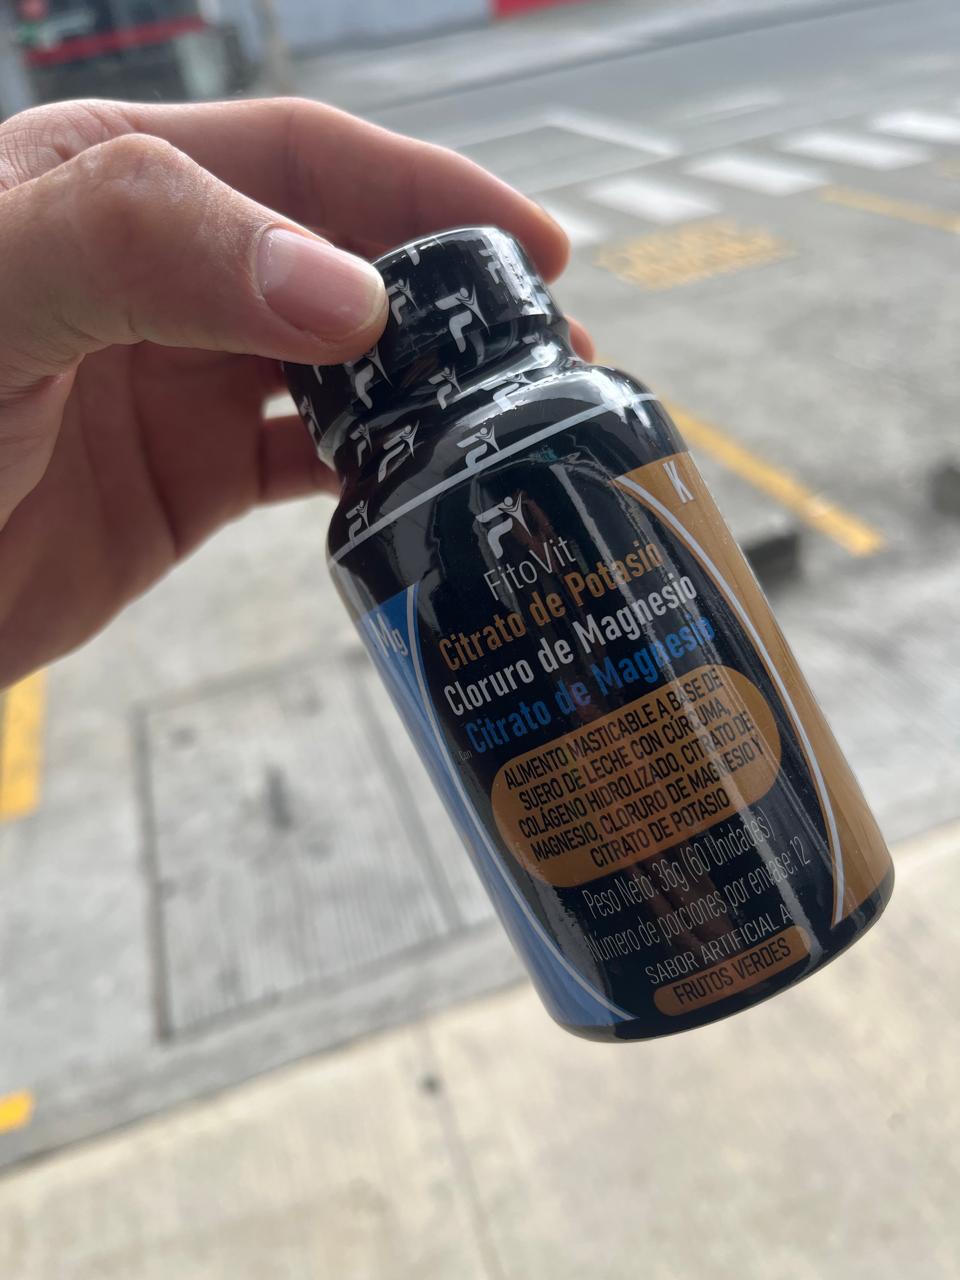 K
FitoVit
Mg
Citrato de Potasio
Cloruro de Magnesio
Con Citrato de Magnesio
ALIMENTO MASTICABLE A BASE DE
SUERO DE LECHE CON CÚRCUMA,
COLÁGENO HIDROLIZADO, CITRATO DE
MAGNESIO, CLORURO DE MAGNESIO Y
CITRATO DE POTASIO
Peso Neto: 36g (60 Unidades)
Número de porciones por envase: 12
SABOR ARTIFICIAL A
FRUTOS VERDES